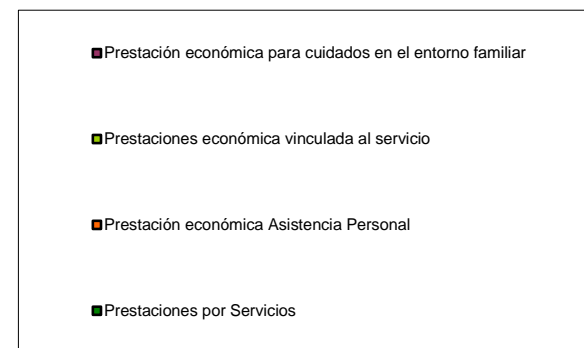 Prestación económica para cuidados en el entorno familiar
Prestaciones económica vinculada al servicio
Prestación económica Asistencia Personal
Prestaciones por Servicios